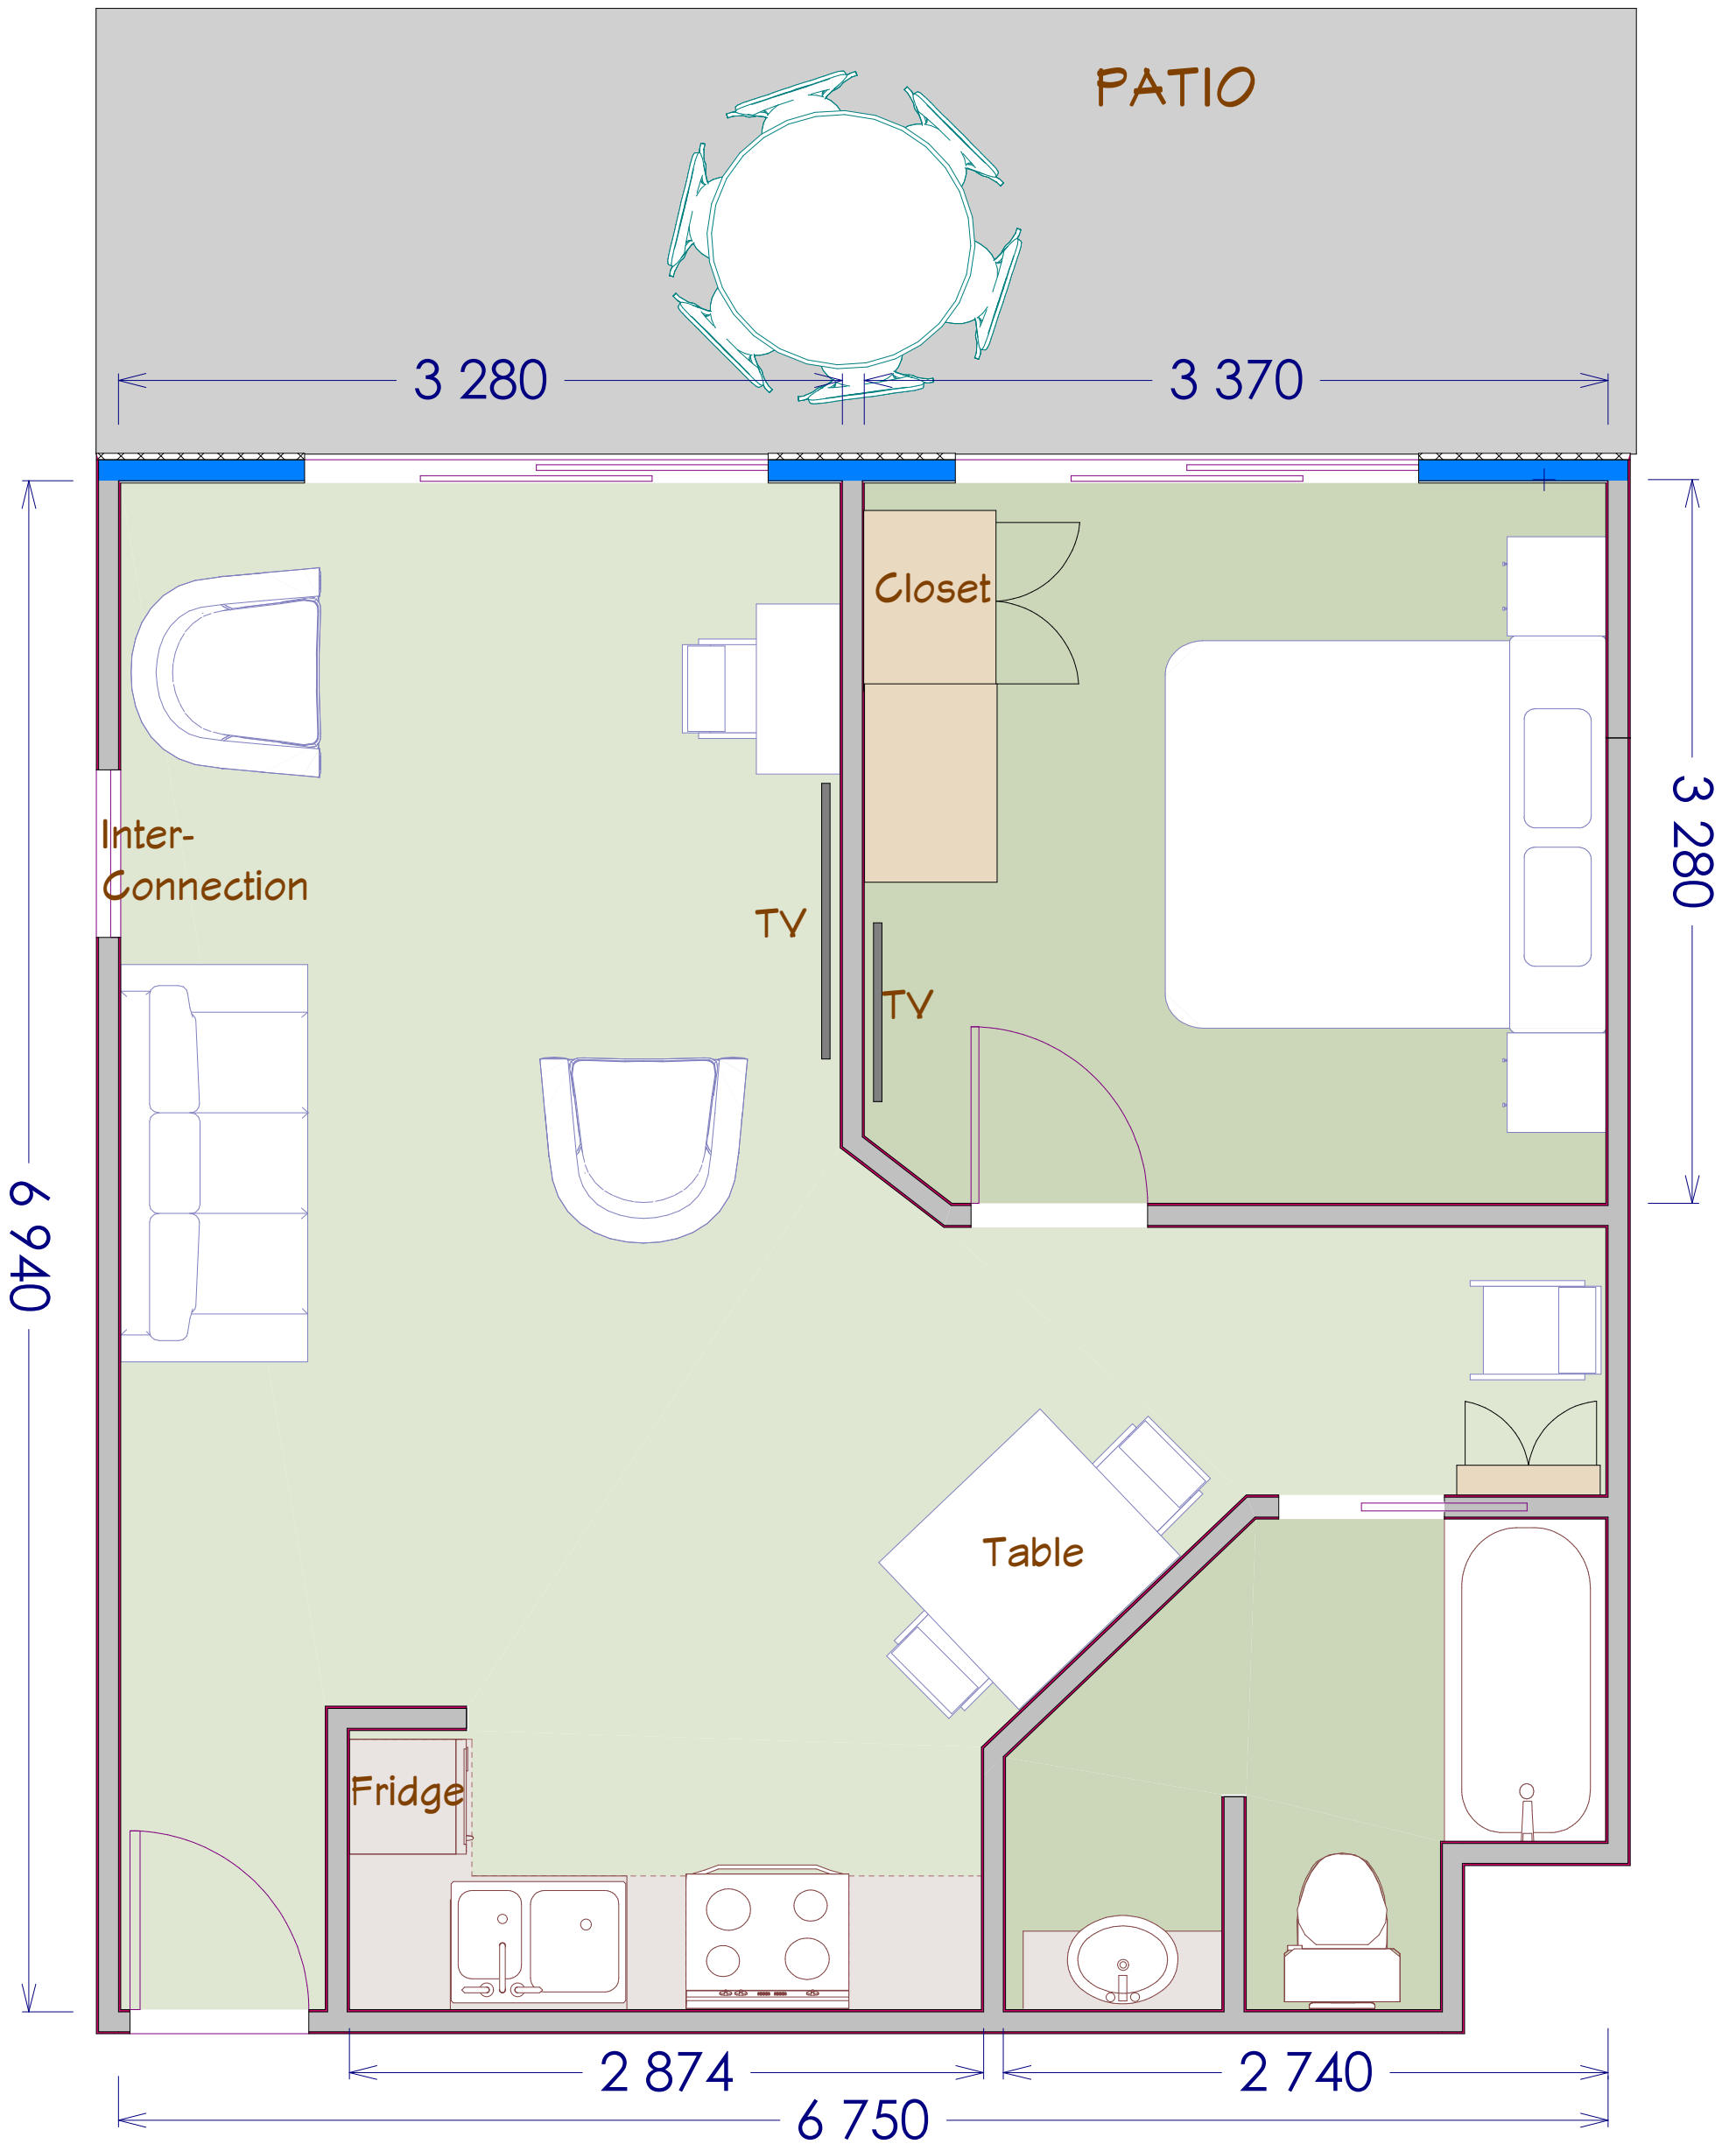 PATIO
3 280
3 370
Closet
3 280
Inter-
Connection
TV
TV
6 940
Table
Fridge
2 874
2 740
6 750